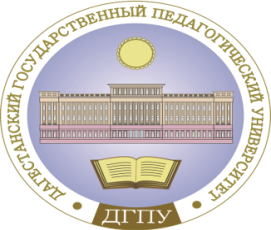 ДАГЕСТАНСКИЙ ГОСУДАРСТВЕННЫЙ ПЕДАГОГИЧЕСКИЙ УНИВЕРСИТЕТ
ДГПУ